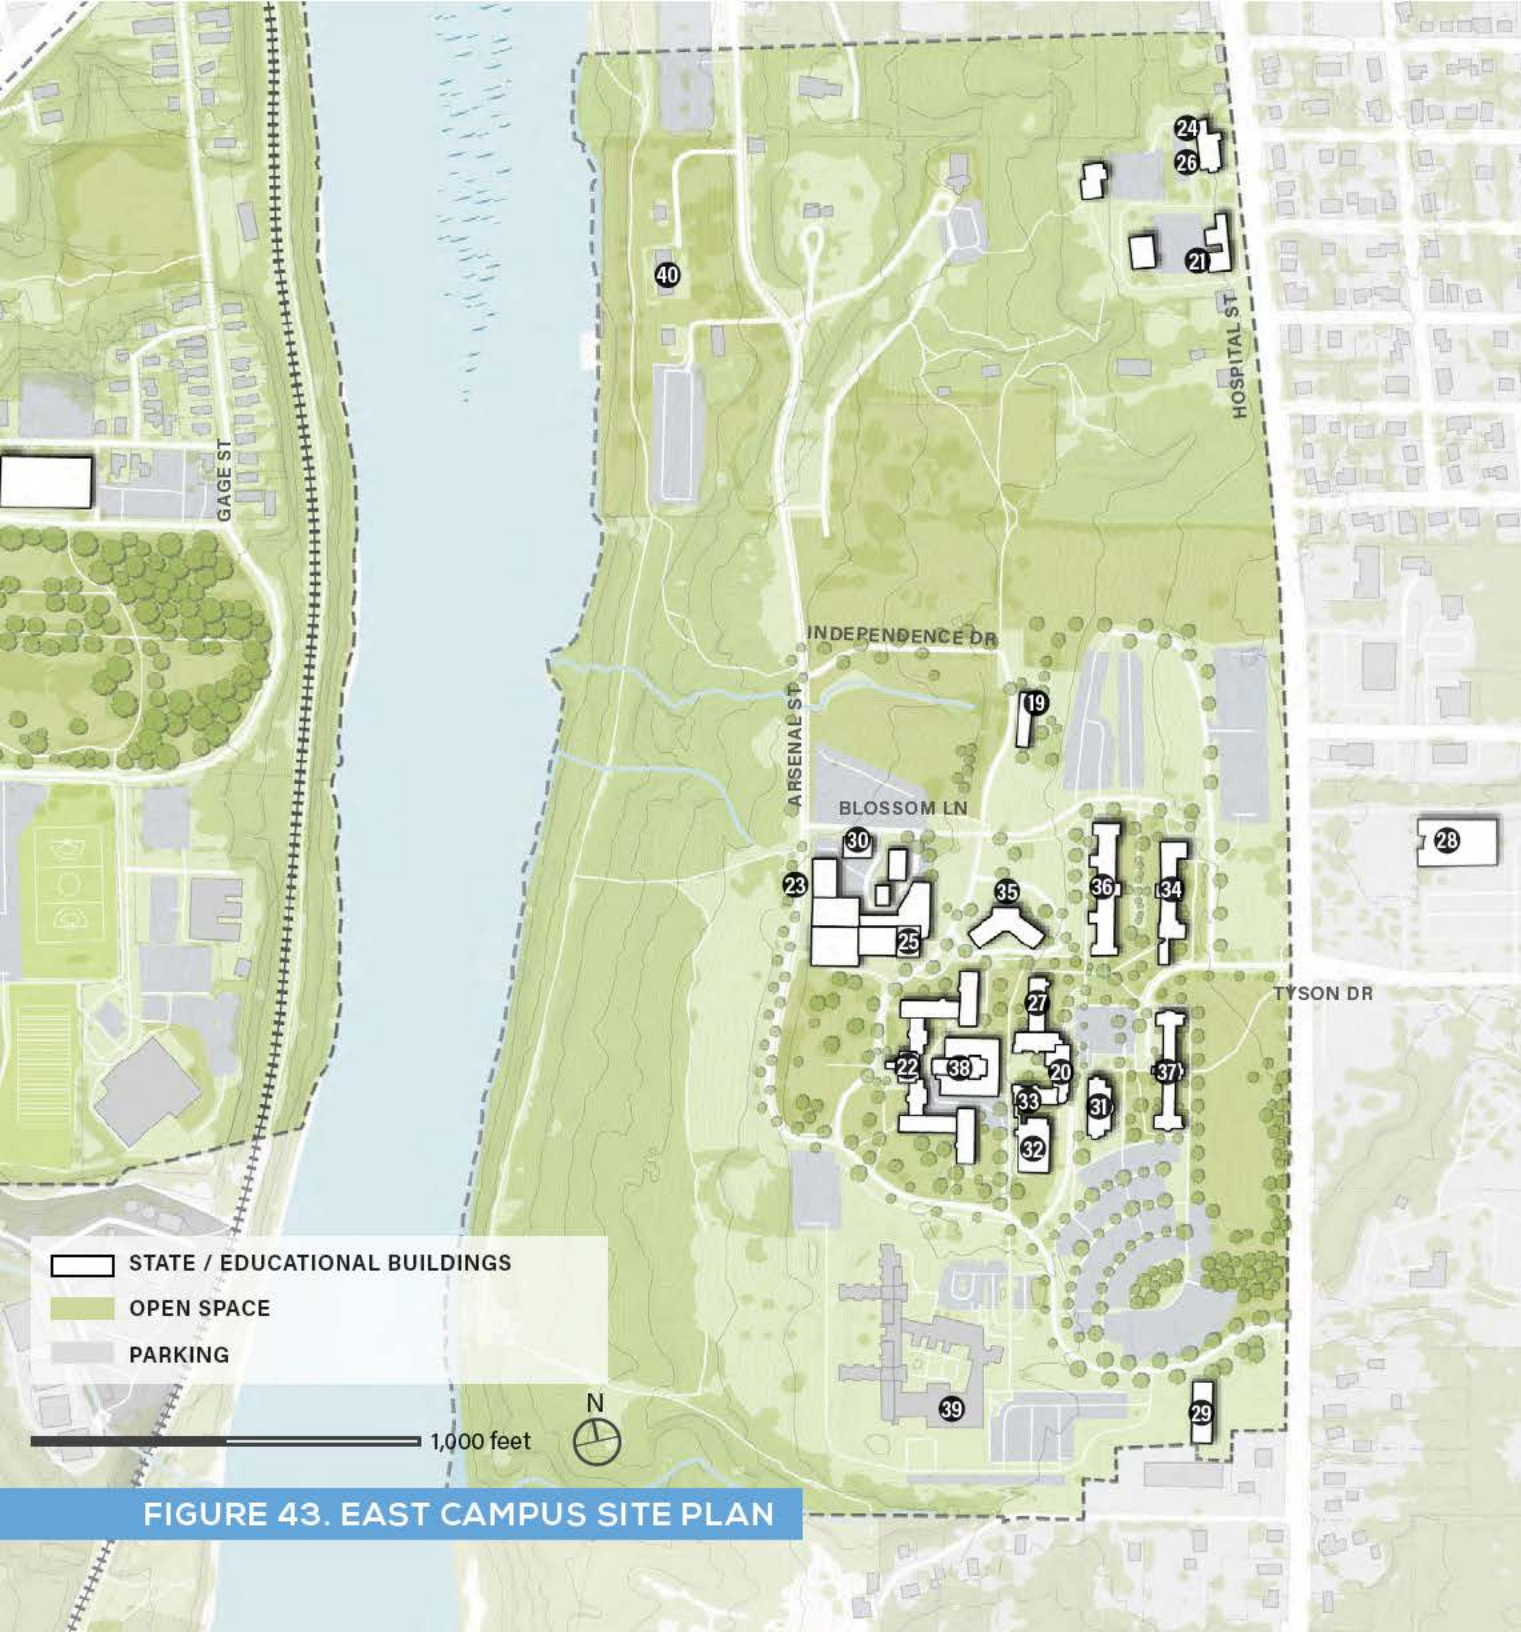 24
26
40
21
HOSPITAL ST
GAGE ST
INDEPENDENCE DR
19
ARSENAL ST
BLOSSOM LN
30
28
23
35
36
34
25
TYSON DR
27
22
38
20
37
33
31
32
STATE / EDUCATIONAL BUILDINGS
OPEN SPACE
PARKING
N
39
29
1,000 feet
FIGURE 43. EAST CAMPUS SITE PLAN